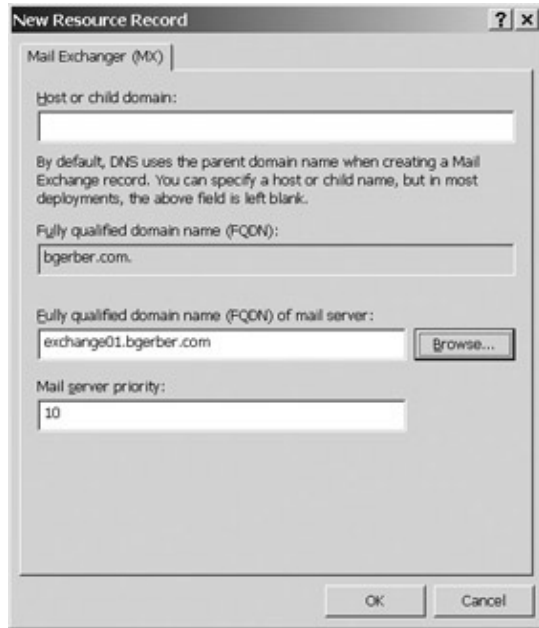 New Resource Record
Mail Exchanger (MX)
Host or child domain:
By default, DNS uses the parent domain name when creating a Mail
Exchange record. You can specify a host or child name, but in most
deployments, the above field is left blank.
Fully qualified domain name (FQDN):
bgerber.com.
Fully qualified domain name (FQDN) of mail server:
exchange01.bgerber.com
Browse...
Mail server priority:
10
OK
Cancel